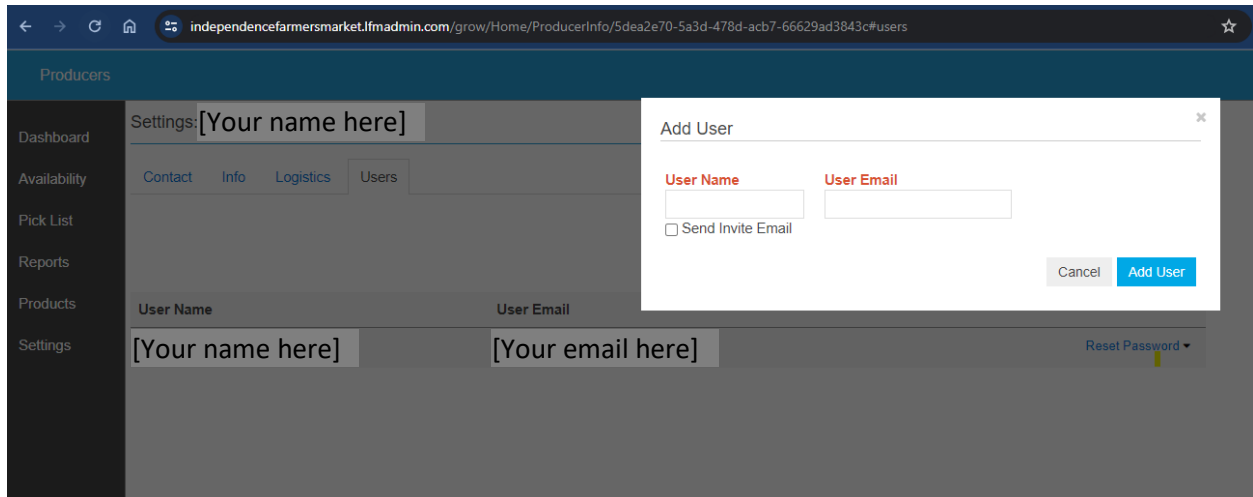 independencefarmersmarket.lfmadmin.com/grow/Home/ProducerInfo/5dea2e70-5a3d-478d-acb7-66629ad3843c#users
Producers
Dashboard
Availability
Pick List
Reports
Products
Settings
Settings: [Your name here]
Contact Info Logistics Users
Add User
×
User Name User Email
Send Invite Email
Cancel Add User
User Name User Email
[Your name here] [Your email here] Reset Password